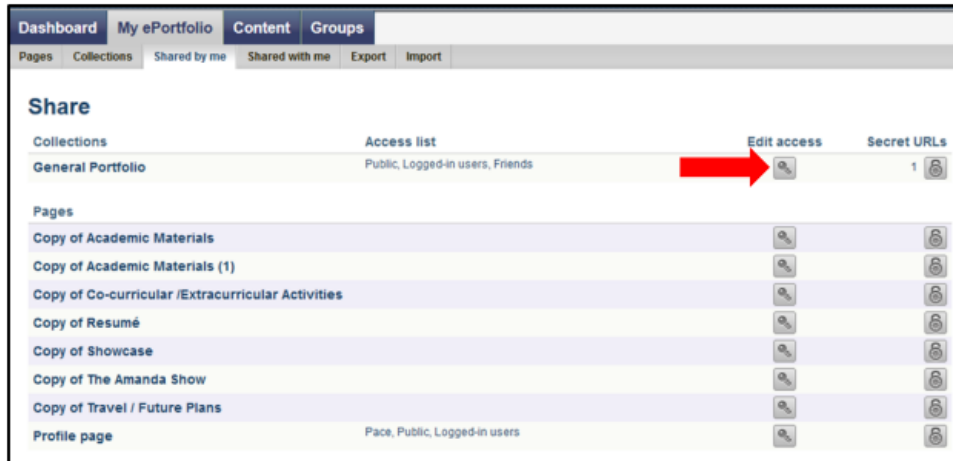 Dashboard My ePortfolio Content Groups
Pages Collections Shared by me Shared with me Export Import
Share
Collections Access list Edit access Secret URLs
General Portfolio Public, Logged-in users, Friends 1
Pages
Copy of Academic Materials
Copy of Academic Materials (1)
Copy of Co-curricular /Extracurricular Activities
Copy of Resumé
Copy of Showcase
Copy of The Amanda Show
Copy of Travel / Future Plans
Profile page Pace, Public, Logged-in users